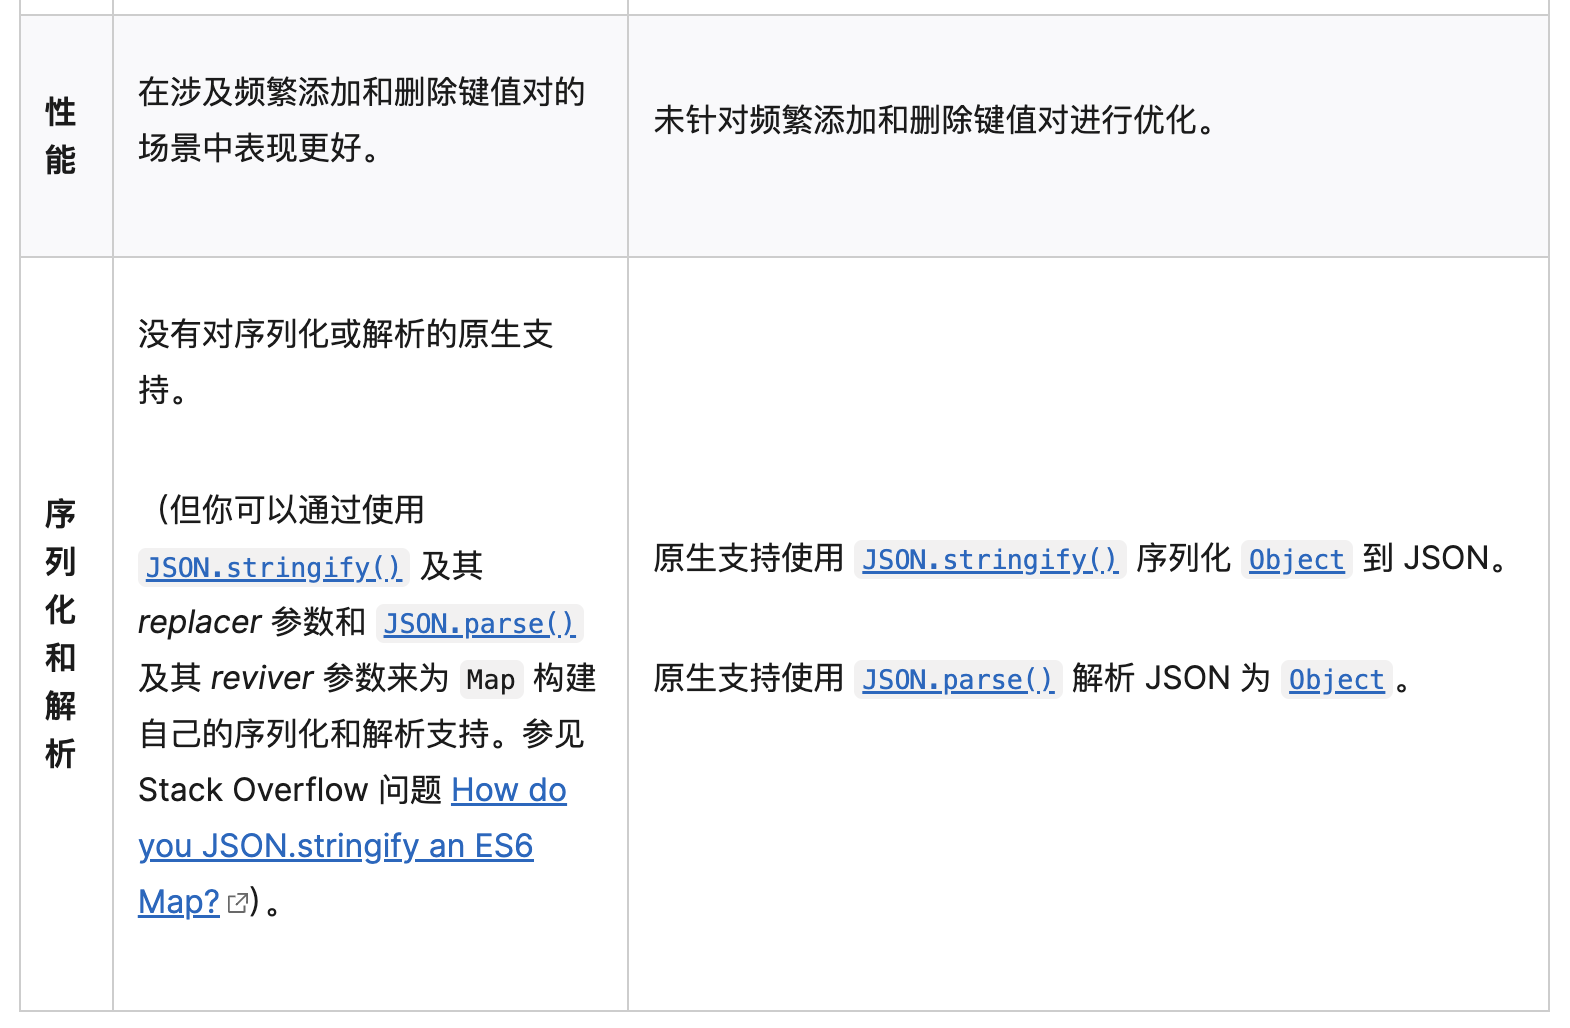 性
能
在涉及频繁添加和删除键值对的
场景中表现更好。
未针对频繁添加和删除键值对进行优化。
序
列
化
和
解
析
没有对序列化或解析的原生支
持。
（但你可以通过使用
JSON.stringify() 及其
replacer 参数和 JSON.parse()
及其 reviver 参数来为 Map 构建
自己的序列化和解析支持。参见
Stack Overflow 问题 How do
you JSON.stringify an ES6
Map?）。
原生支持使用 JSON.stringify() 序列化 Object 到 JSON。
原生支持使用 JSON.parse() 解析 JSON 为 Object。